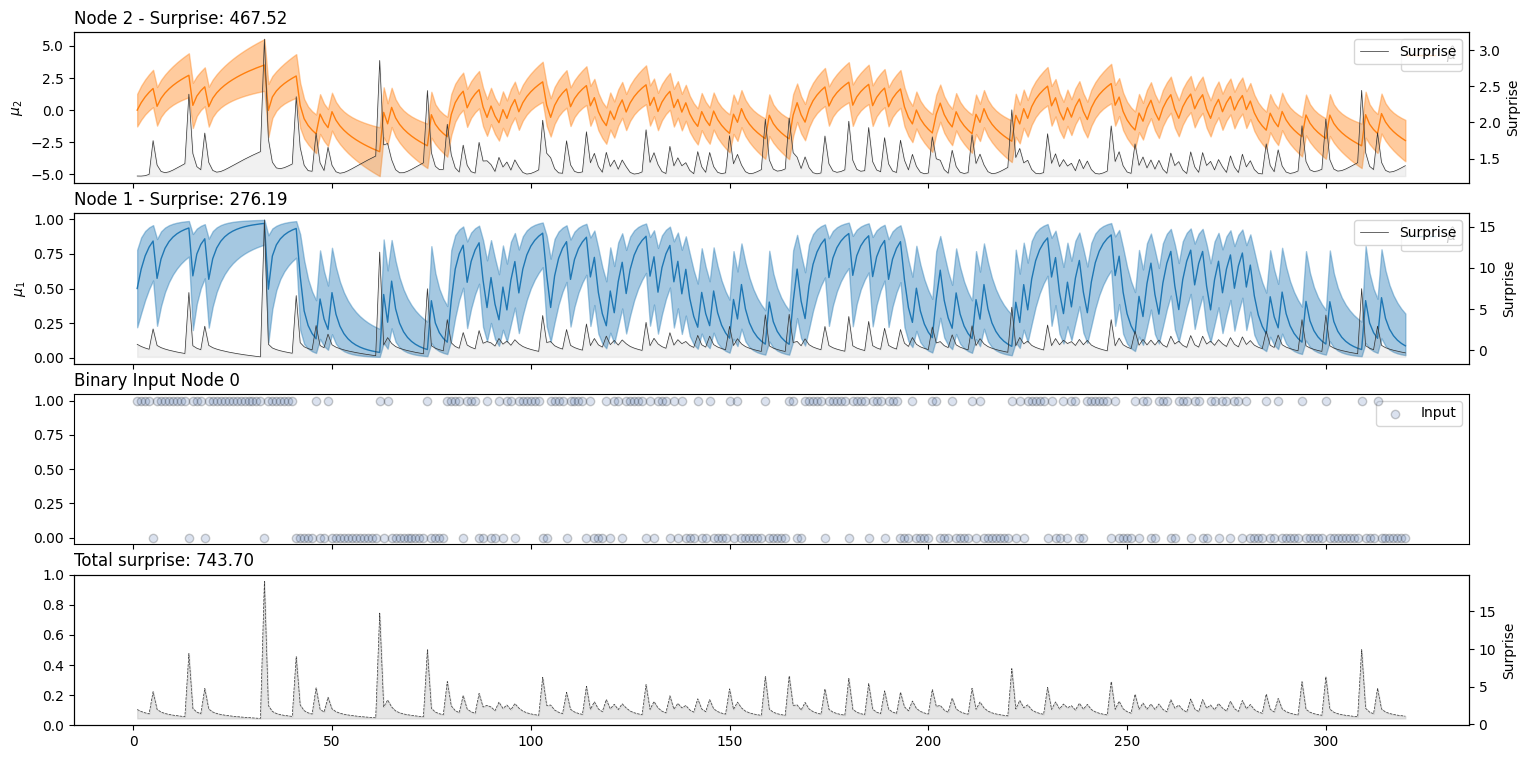 Node 2 - Surprise: 467.52
5.0
2.5
0.0
−2.5
−5.0
μ₂
Surprise
μ
3.0
2.5
2.0
1.5
Surprise
Node 1 - Surprise: 276.19
1.00
0.75
0.50
0.25
0.00
μ₁
Surprise
μ
15
10
5
0
Surprise
Binary Input Node 0
1.00
0.75
0.50
0.25
0.00
Input
Total surprise: 743.70
1.0
0.8
0.6
0.4
0.2
0.0
15
10
5
0
Surprise
0 50 100 150 200 250 300